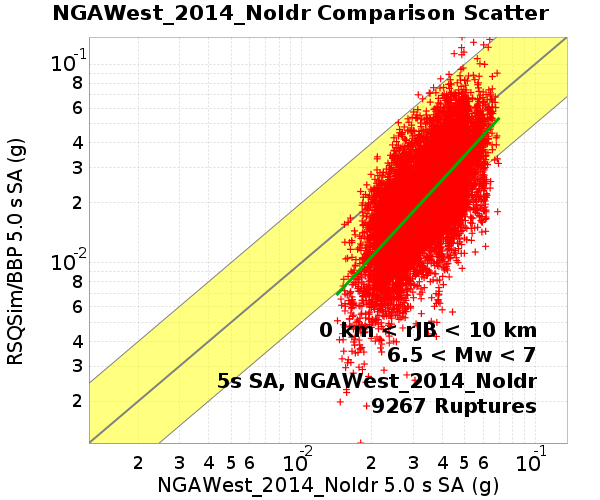 NGAWest_2014_NoIdr Comparison Scatter
RSQSim/BBP 5.0 s SA (g)
10-1
8
6
4
3
2
10-2
8
6
4
3
2
0 km < rJB < 10 km
6.5 < Mw < 7
5s SA, NGAWest_2014_NoIdr
9267 Ruptures
2 3 4 5 6 10-2 2 3 4 5 6 10-1
NGAWest_2014_NoIdr 5.0 s SA (g)